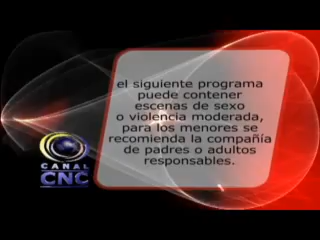 el siguiente programa
puede contener
escenas de sexo
o violencia moderada,
para los menores se
recomienda la compañía
de padres o adultos
responsables.
CANAL
CNC